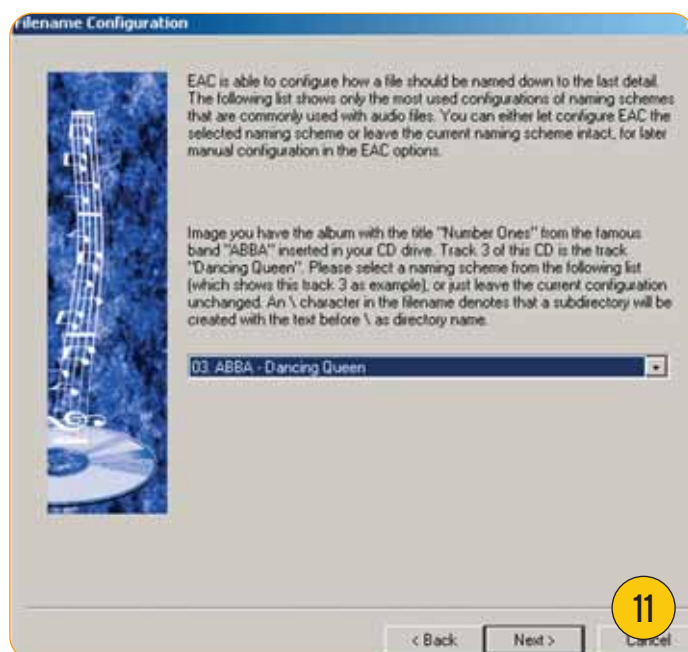 Filename Configuration
EAC is able to configure how a file should be named down to the last detail.
The following list shows only the most used configurations of naming schemes
that are commonly used with audio files. You can either let configure EAC the
selected naming scheme or leave the current naming scheme intact, for later
manual configuration in the EAC options.
Image you have the album with the title "Number Ones" from the famous
band "ABBA" inserted in your CD drive. Track 3 of this CD is the track
"Dancing Queen". Please select a naming scheme from the following list
(which shows this track 3 as example), or just leave the current configuration
unchanged. An \ character in the filename denotes that a subdirectory will be
created with the text before \ as directory name.
03. ABBA - Dancing Queen
11
< Back Next > Cancel